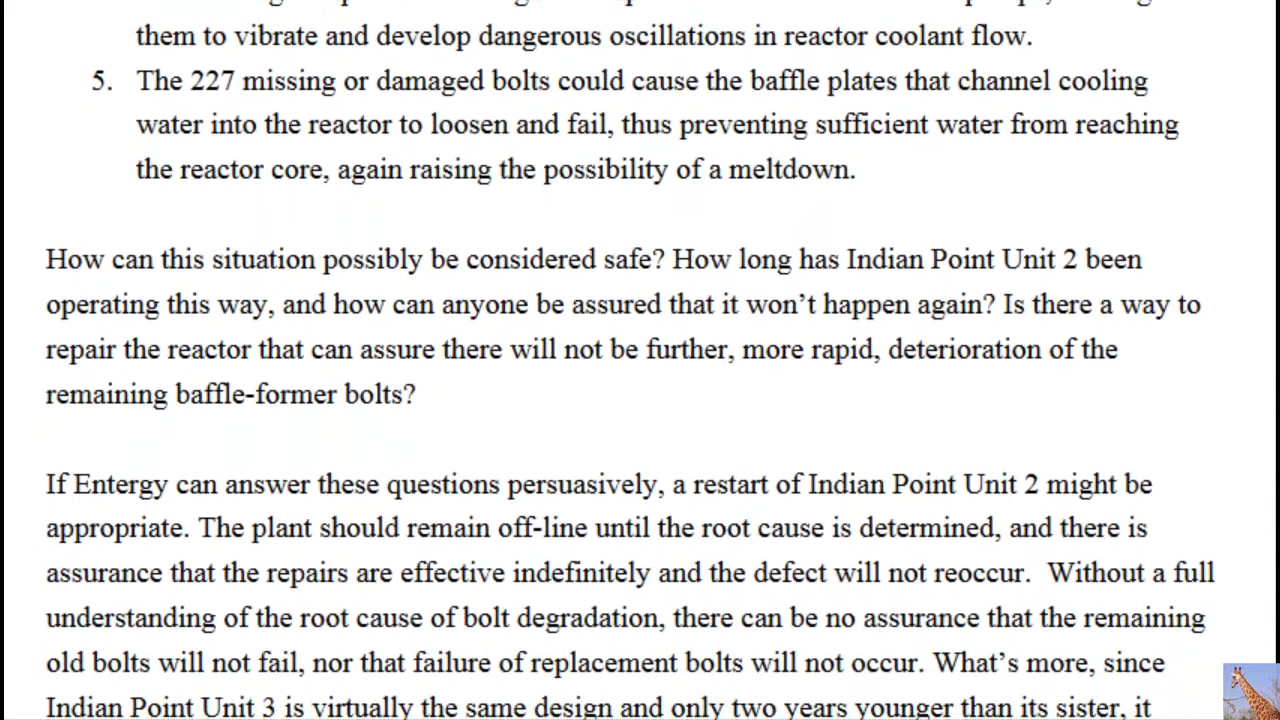 them to vibrate and develop dangerous oscillations in reactor coolant flow.
5. The 227 missing or damaged bolts could cause the baffle plates that channel cooling
water into the reactor to loosen and fail, thus preventing sufficient water from reaching
the reactor core, again raising the possibility of a meltdown.
How can this situation possibly be considered safe? How long has Indian Point Unit 2 been
operating this way, and how can anyone be assured that it won’t happen again? Is there a way to
repair the reactor that can assure there will not be further, more rapid, deterioration of the
remaining baffle-former bolts?
If Entergy can answer these questions persuasively, a restart of Indian Point Unit 2 might be
appropriate. The plant should remain off-line until the root cause is determined, and there is
assurance that the repairs are effective indefinitely and the defect will not reoccur.  Without a full
understanding of the root cause of bolt degradation, there can be no assurance that the remaining
old bolts will not fail, nor that failure of replacement bolts will not occur. What’s more, since
Indian Point Unit 3 is virtually the same design and only two years younger than its sister, it